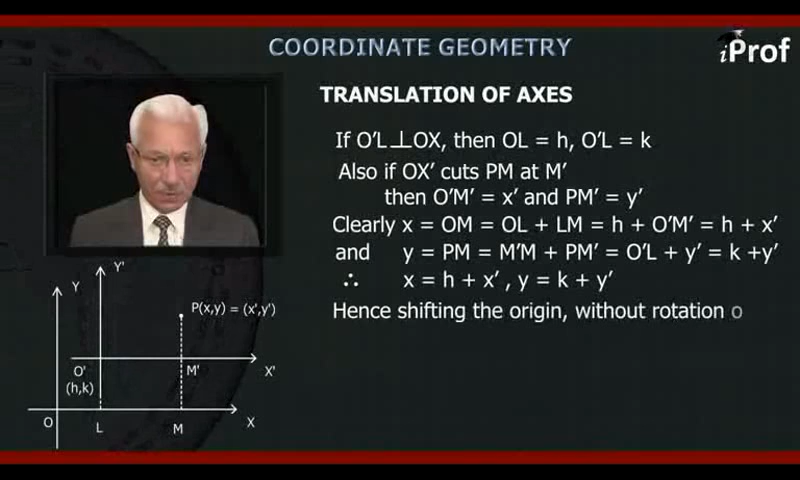 COORDINATE GEOMETRY
iProf
TRANSLATION OF AXES
If O′L⊥OX, then OL = h, O′L = k
Also if OX′ cuts PM at M′
then O′M′ = x′ and PM′ = y′
Clearly x = OM = OL + LM = h + O′M′ = h + x′
and y = PM = M′M + PM′ = O′L + y′ = k +y′
∴ x = h + x′ , y = k + y′
Hence shifting the origin, without rotation o
Y'
Y
P(x,y) = (x',y')
O'
M'
X'
(h,k)
O
L
M
X